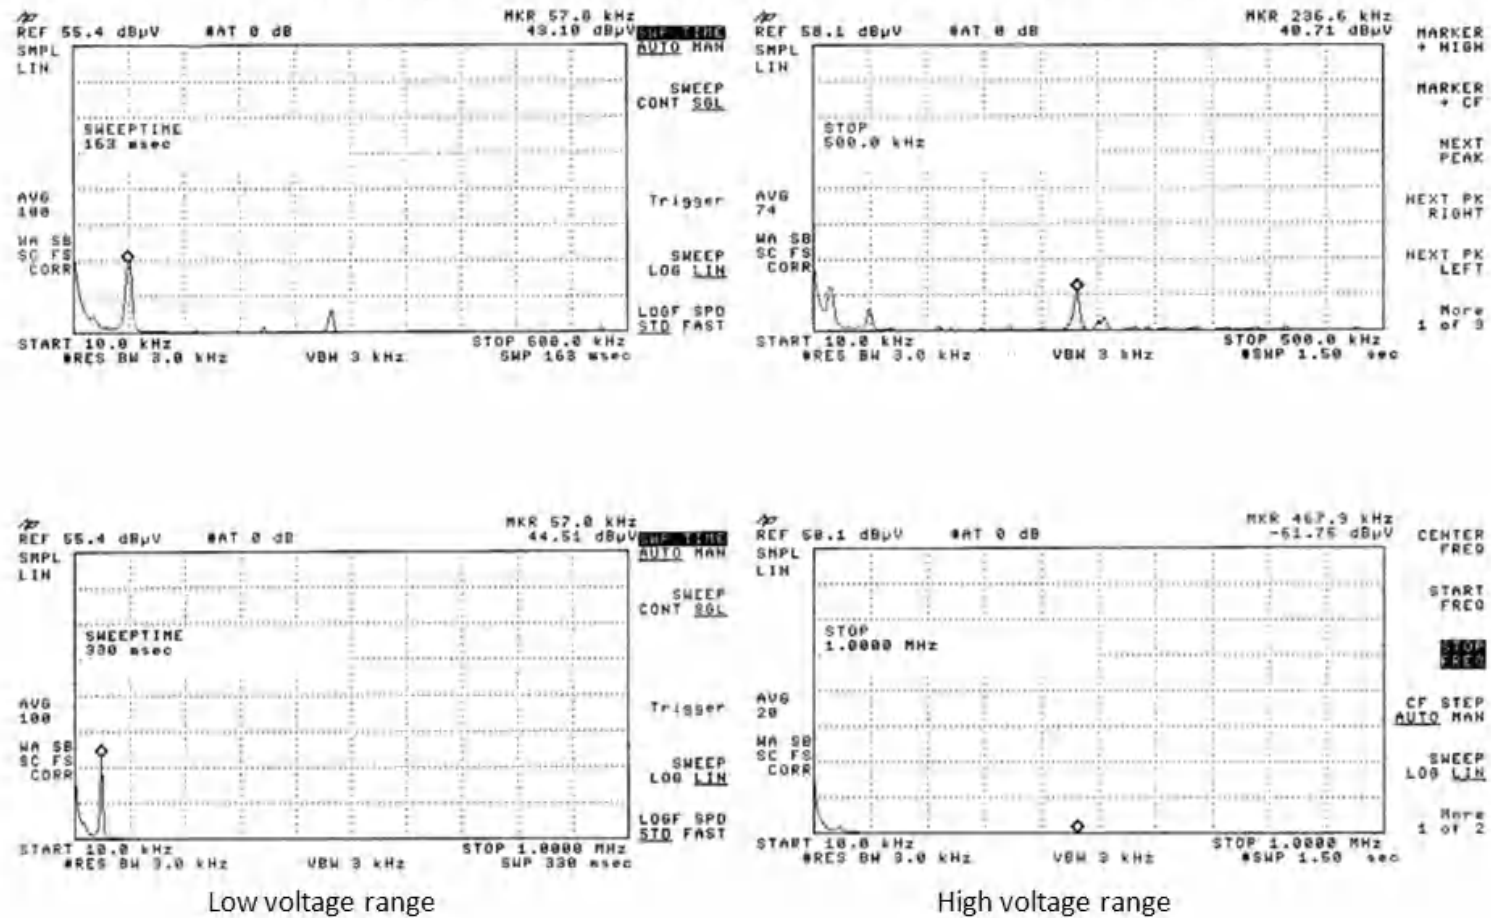 MKR 57.0 kHz
REF 55.4 dBµV #AT 0 dB 43.10 dBµV
SMPL
LIN
SWEEPTIME
163 msec
AVG
100
WA SB
SC FS
CORR
START 10.0 kHz STOP 500.0 kHz
#RES BW 3.0 kHz VBW 3 kHz SWP 163 msec
SWP TIME
AUTO MAN
SWEEP
CONT SGL
Trigger
SWEEP
LOG LIN
LOGF SPD
STD FAST
MKR 236.6 kHz
REF 58.1 dBµV #AT 0 dB 40.71 dBµV
SMPL
LIN
STOP
500.0 kHz
AVG
74
WA SB
SC FS
CORR
START 10.0 kHz STOP 500.0 kHz
#RES BW 3.0 kHz VBW 3 kHz #SWP 1.50 sec
MARKER
→ HIGH
MARKER
→ CF
NEXT
PEAK
NEXT PK
RIGHT
NEXT PK
LEFT
More
1 of 3
MKR 57.0 kHz
REF 55.4 dBµV #AT 0 dB 44.51 dBµV
SMPL
LIN
SWEEPTIME
330 msec
AVG
100
WA SB
SC FS
CORR
START 10.0 kHz STOP 1.0000 MHz
#RES BW 3.0 kHz VBW 3 kHz SWP 330 msec
SWP TIME
AUTO MAN
SWEEP
CONT SGL
Trigger
SWEEP
LOG LIN
LOGF SPD
STD FAST
Low voltage range
MKR 467.9 kHz
REF 58.1 dBµV #AT 0 dB -61.75 dBµV
SMPL
LIN
STOP
1.0000 MHz
AVG
20
WA SB
SC FS
CORR
START 10.0 kHz STOP 1.0000 MHz
#RES BW 3.0 kHz VBW 3 kHz #SWP 1.50 sec
CENTER
FREQ
START
FREQ
STOP
FREQ
CF STEP
AUTO MAN
SWEEP
LOG LIN
More
1 of 2
High voltage range